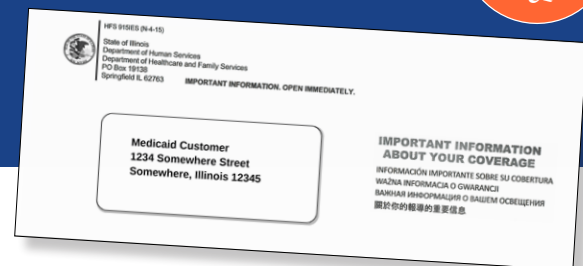 HFS 915IES (N-4-15)
State of Illinois
Department of Human Services
Department of Healthcare and Family Services
PO Box 19138
Springfield IL 62763
IMPORTANT INFORMATION. OPEN IMMEDIATELY.
Medicaid Customer
1234 Somewhere Street
Somewhere, Illinois 12345
IMPORTANT INFORMATION
ABOUT YOUR COVERAGE
INFORMACIÓN IMPORTANTE SOBRE SU COBERTURA
WAŻNA INFORMACJA O GWARANCJI
ВАЖНАЯ ИНФОРМАЦИЯ О ВАШЕМ ОСВЕЩЕНИЯ
關於你的報導的重要信息